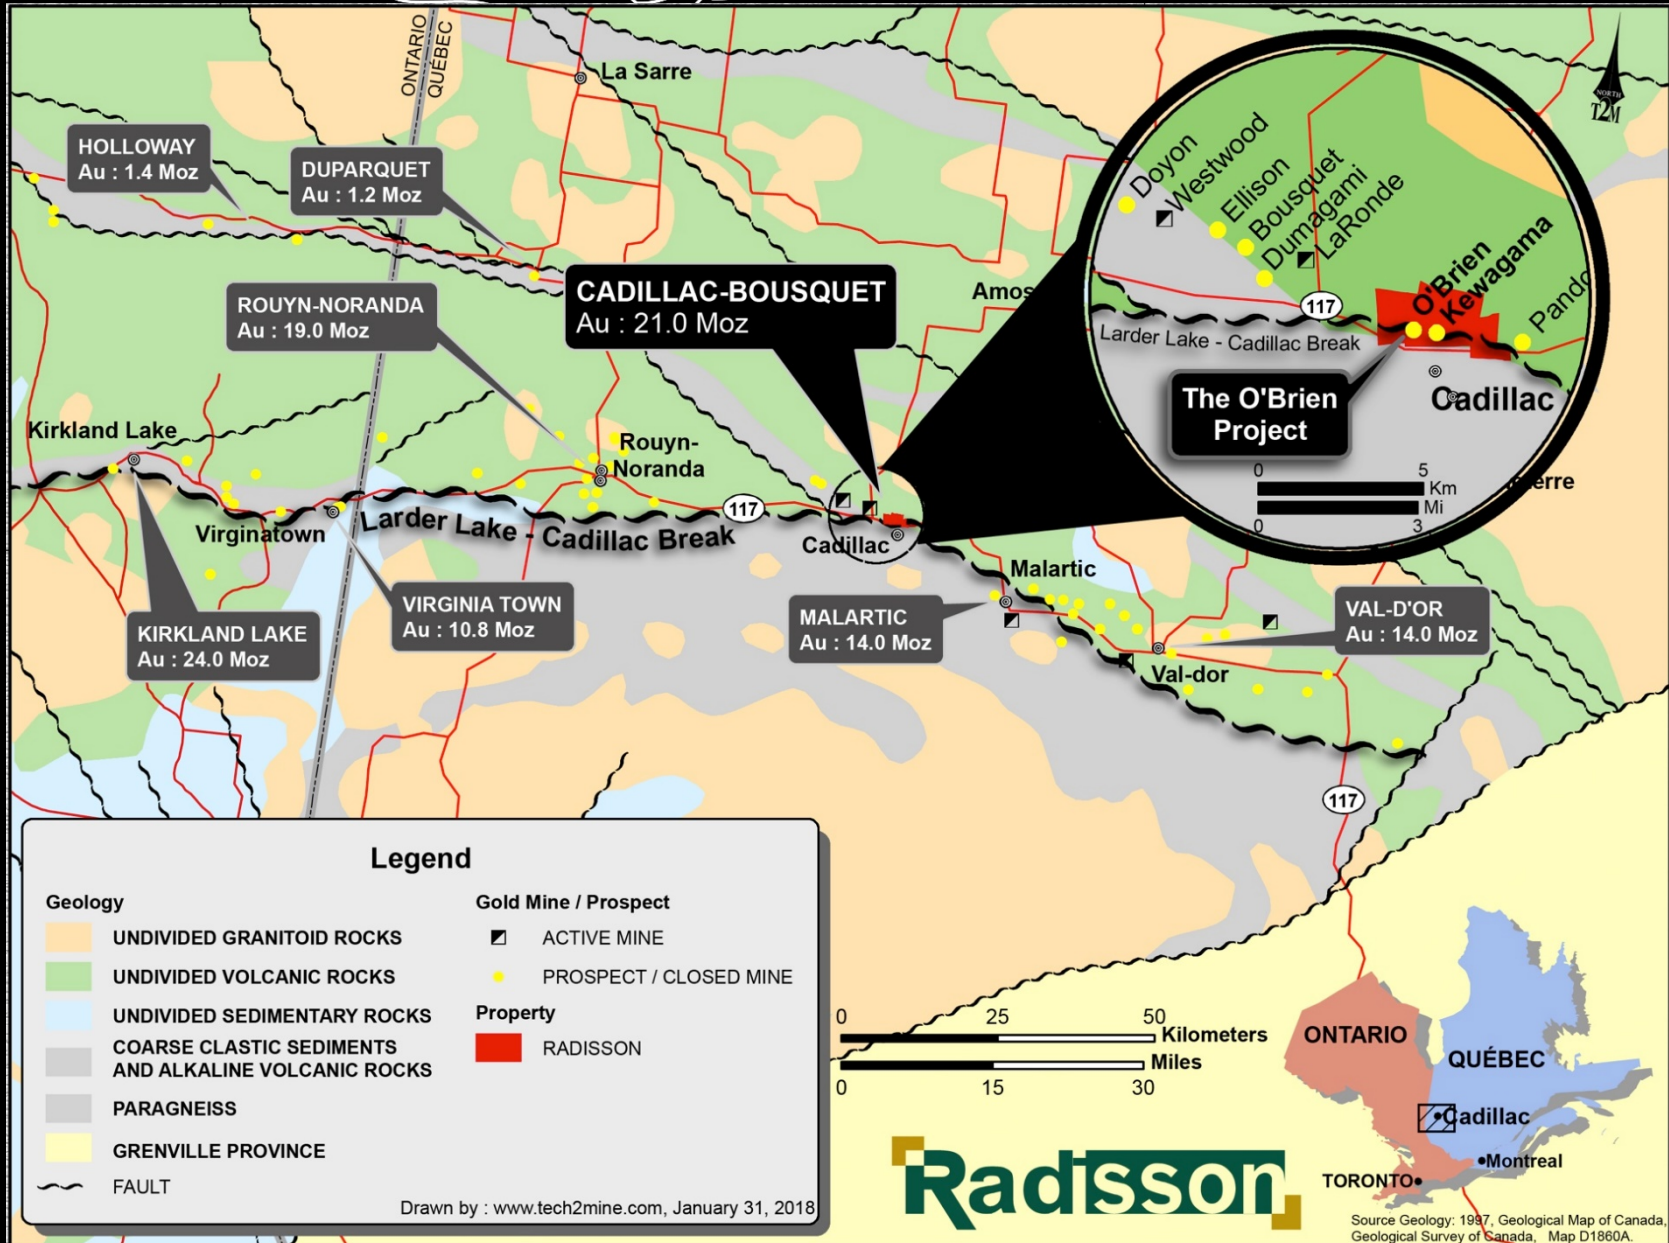 ONTARIO
QUÉBEC
La Sarre
NORTH
T2M
HOLLOWAY
Au : 1.4 Moz
DUPARQUET
Au : 1.2 Moz
ROUYN-NORANDA
Au : 19.0 Moz
CADILLAC-BOUSQUET
Au : 21.0 Moz
Amos
Doyon
Westwood
Ellison
Bousquet
Dumagami
LaRonde
O'Brien
Kewagama
Pando
117
Larder Lake - Cadillac Break
The O'Brien
Project
Cadillac
0 5
Km
Mi
0 3
erre
Kirkland Lake
Rouyn-
Noranda
117
Virginatown
Larder Lake - Cadillac Break
Cadillac
Malartic
KIRKLAND LAKE
Au : 24.0 Moz
VIRGINIA TOWN
Au : 10.8 Moz
MALARTIC
Au : 14.0 Moz
VAL-D'OR
Au : 14.0 Moz
Val-dor
117
Legend
Geology
UNDIVIDED GRANITOID ROCKS
UNDIVIDED VOLCANIC ROCKS
UNDIVIDED SEDIMENTARY ROCKS
COARSE CLASTIC SEDIMENTS
AND ALKALINE VOLCANIC ROCKS
PARAGNEISS
GRENVILLE PROVINCE
FAULT
Gold Mine / Prospect
ACTIVE MINE
PROSPECT / CLOSED MINE
Property
RADISSON
Drawn by : www.tech2mine.com, January 31, 2018
0 25 50
Kilometers
Miles
0 15 30
Radisson
ONTARIO
QUÉBEC
Cadillac
Montreal
TORONTO
Source Geology: 1997, Geological Map of Canada,
Geological Survey of Canada, Map D1860A.